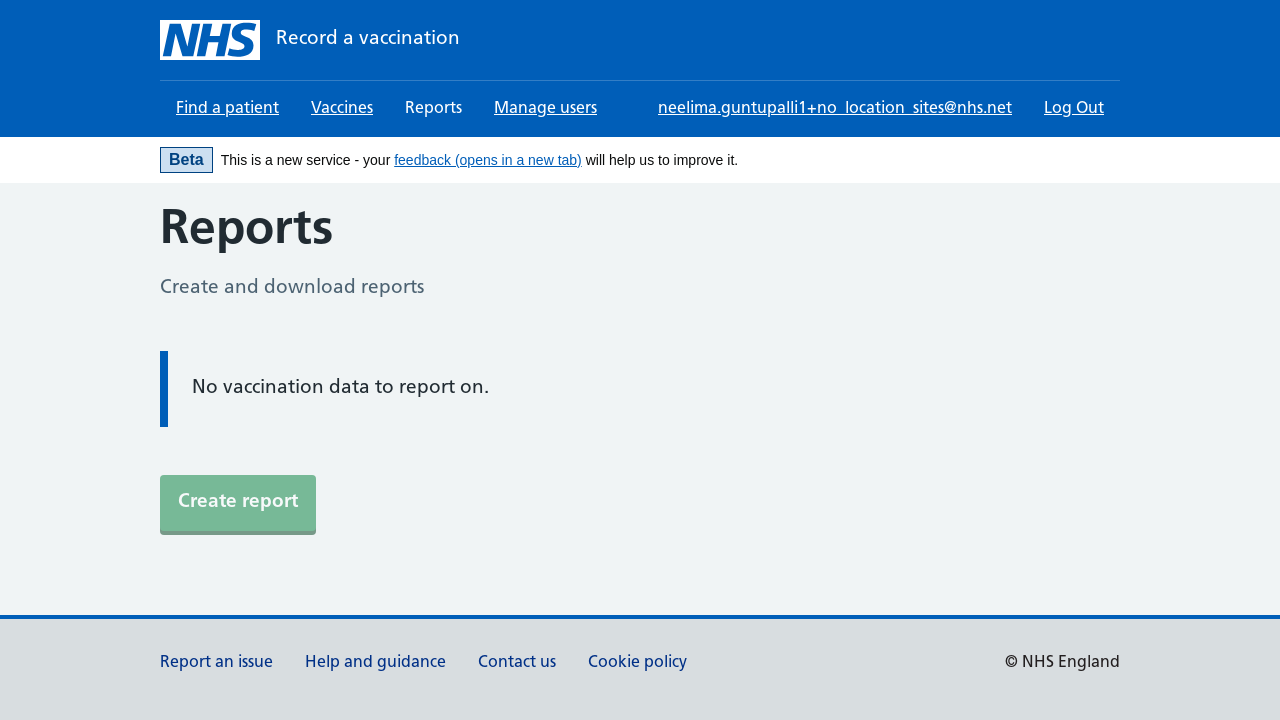 NHS Record a vaccination
Find a patient Vaccines Reports Manage users neelima.guntupalli1+no_location_sites@nhs.net Log Out
Beta This is a new service - your feedback (opens in a new tab) will help us to improve it.
Reports
Create and download reports
No vaccination data to report on.
Create report
Report an issue Help and guidance Contact us Cookie policy © NHS England